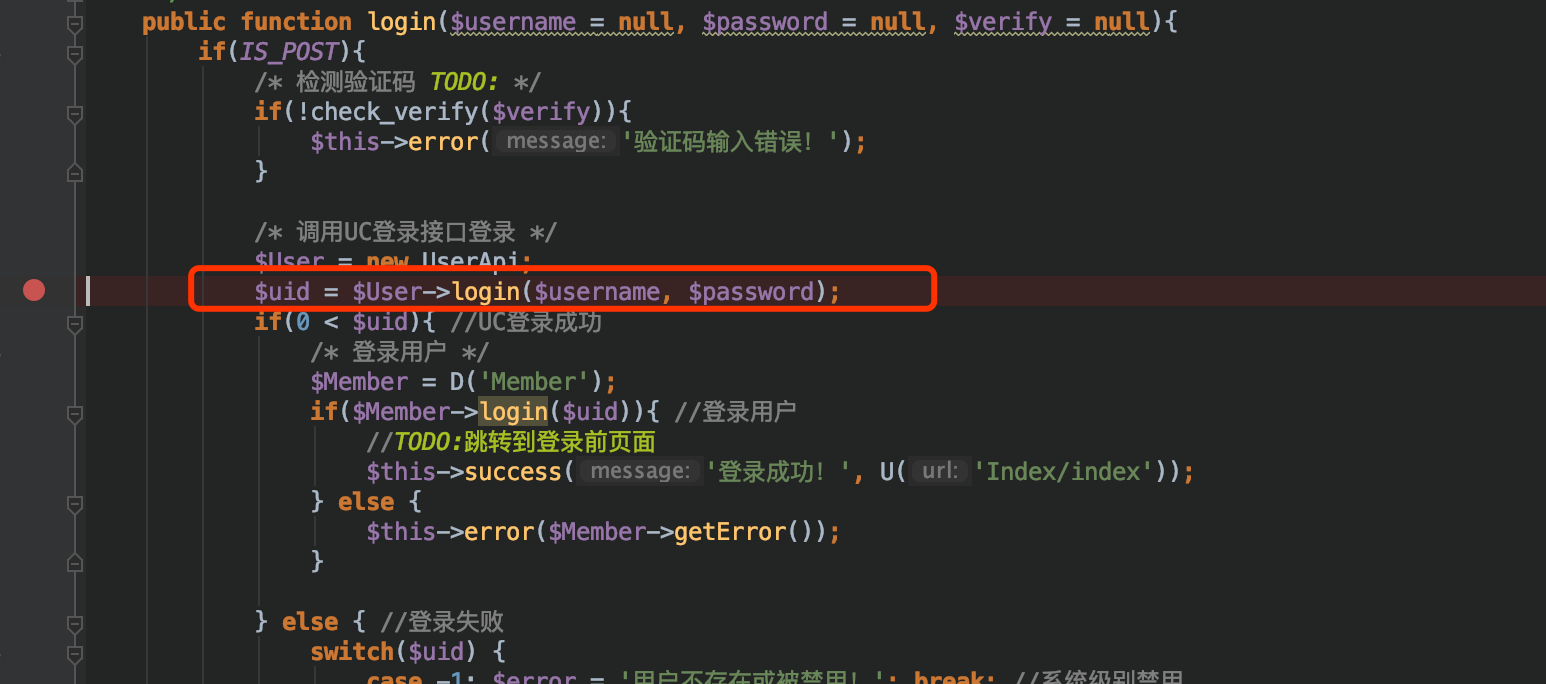 public function login($username = null, $password = null, $verify = null){
if(IS_POST){
/* 检测验证码 TODO: */
if(!check_verify($verify)){
$this->error( message: '验证码输入错误！');
}
/* 调用UC登录接口登录 */
$User = new UserApi;
$uid = $User->login($username, $password);
if(0 < $uid){ //UC登录成功
/* 登录用户 */
$Member = D('Member');
if($Member->login($uid)){ //登录用户
//TODO:跳转到登录前页面
$this->success( message: '登录成功！', U( url: 'Index/index'));
} else {
$this->error($Member->getError());
}
} else { //登录失败
switch($uid) {
case -1: $error = '用户不存在或被禁用！'; break; //系统级别禁用